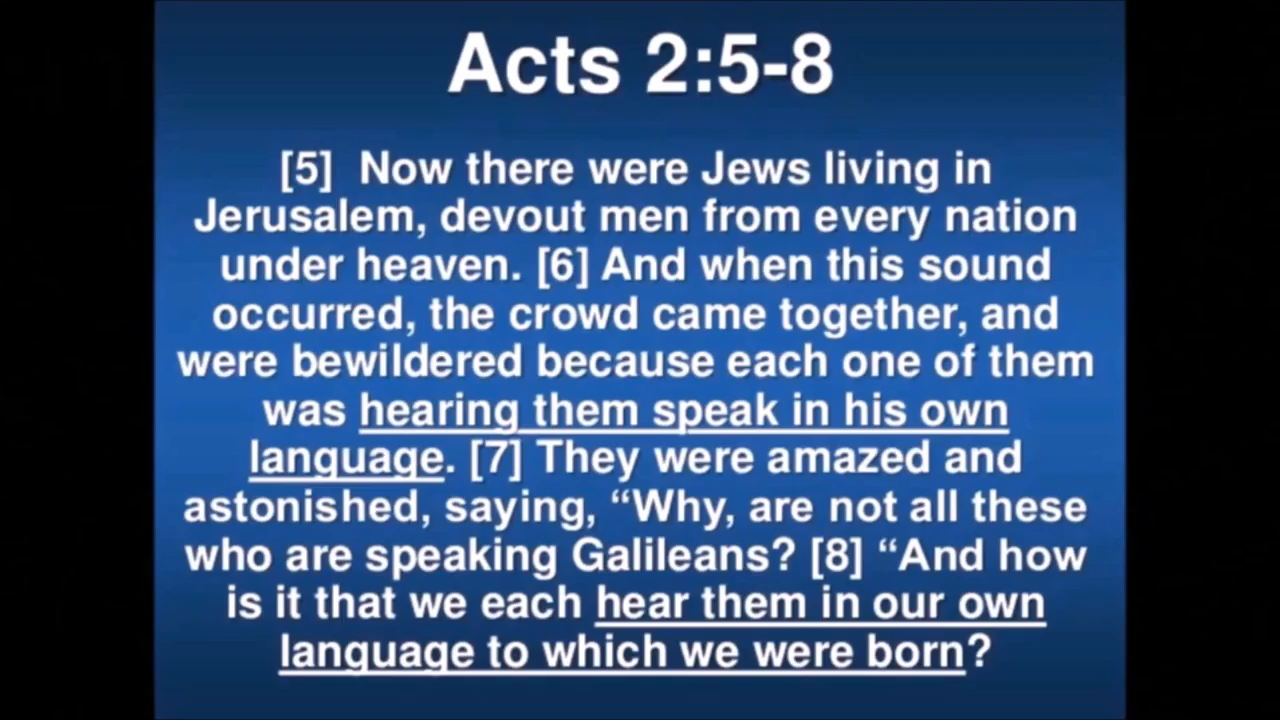 Acts 2:5-8
[5]  Now there were Jews living in
Jerusalem, devout men from every nation
under heaven. [6] And when this sound
occurred, the crowd came together, and
were bewildered because each one of them
was hearing them speak in his own
language. [7] They were amazed and
astonished, saying, “Why, are not all these
who are speaking Galileans? [8] “And how
is it that we each hear them in our own
language to which we were born?